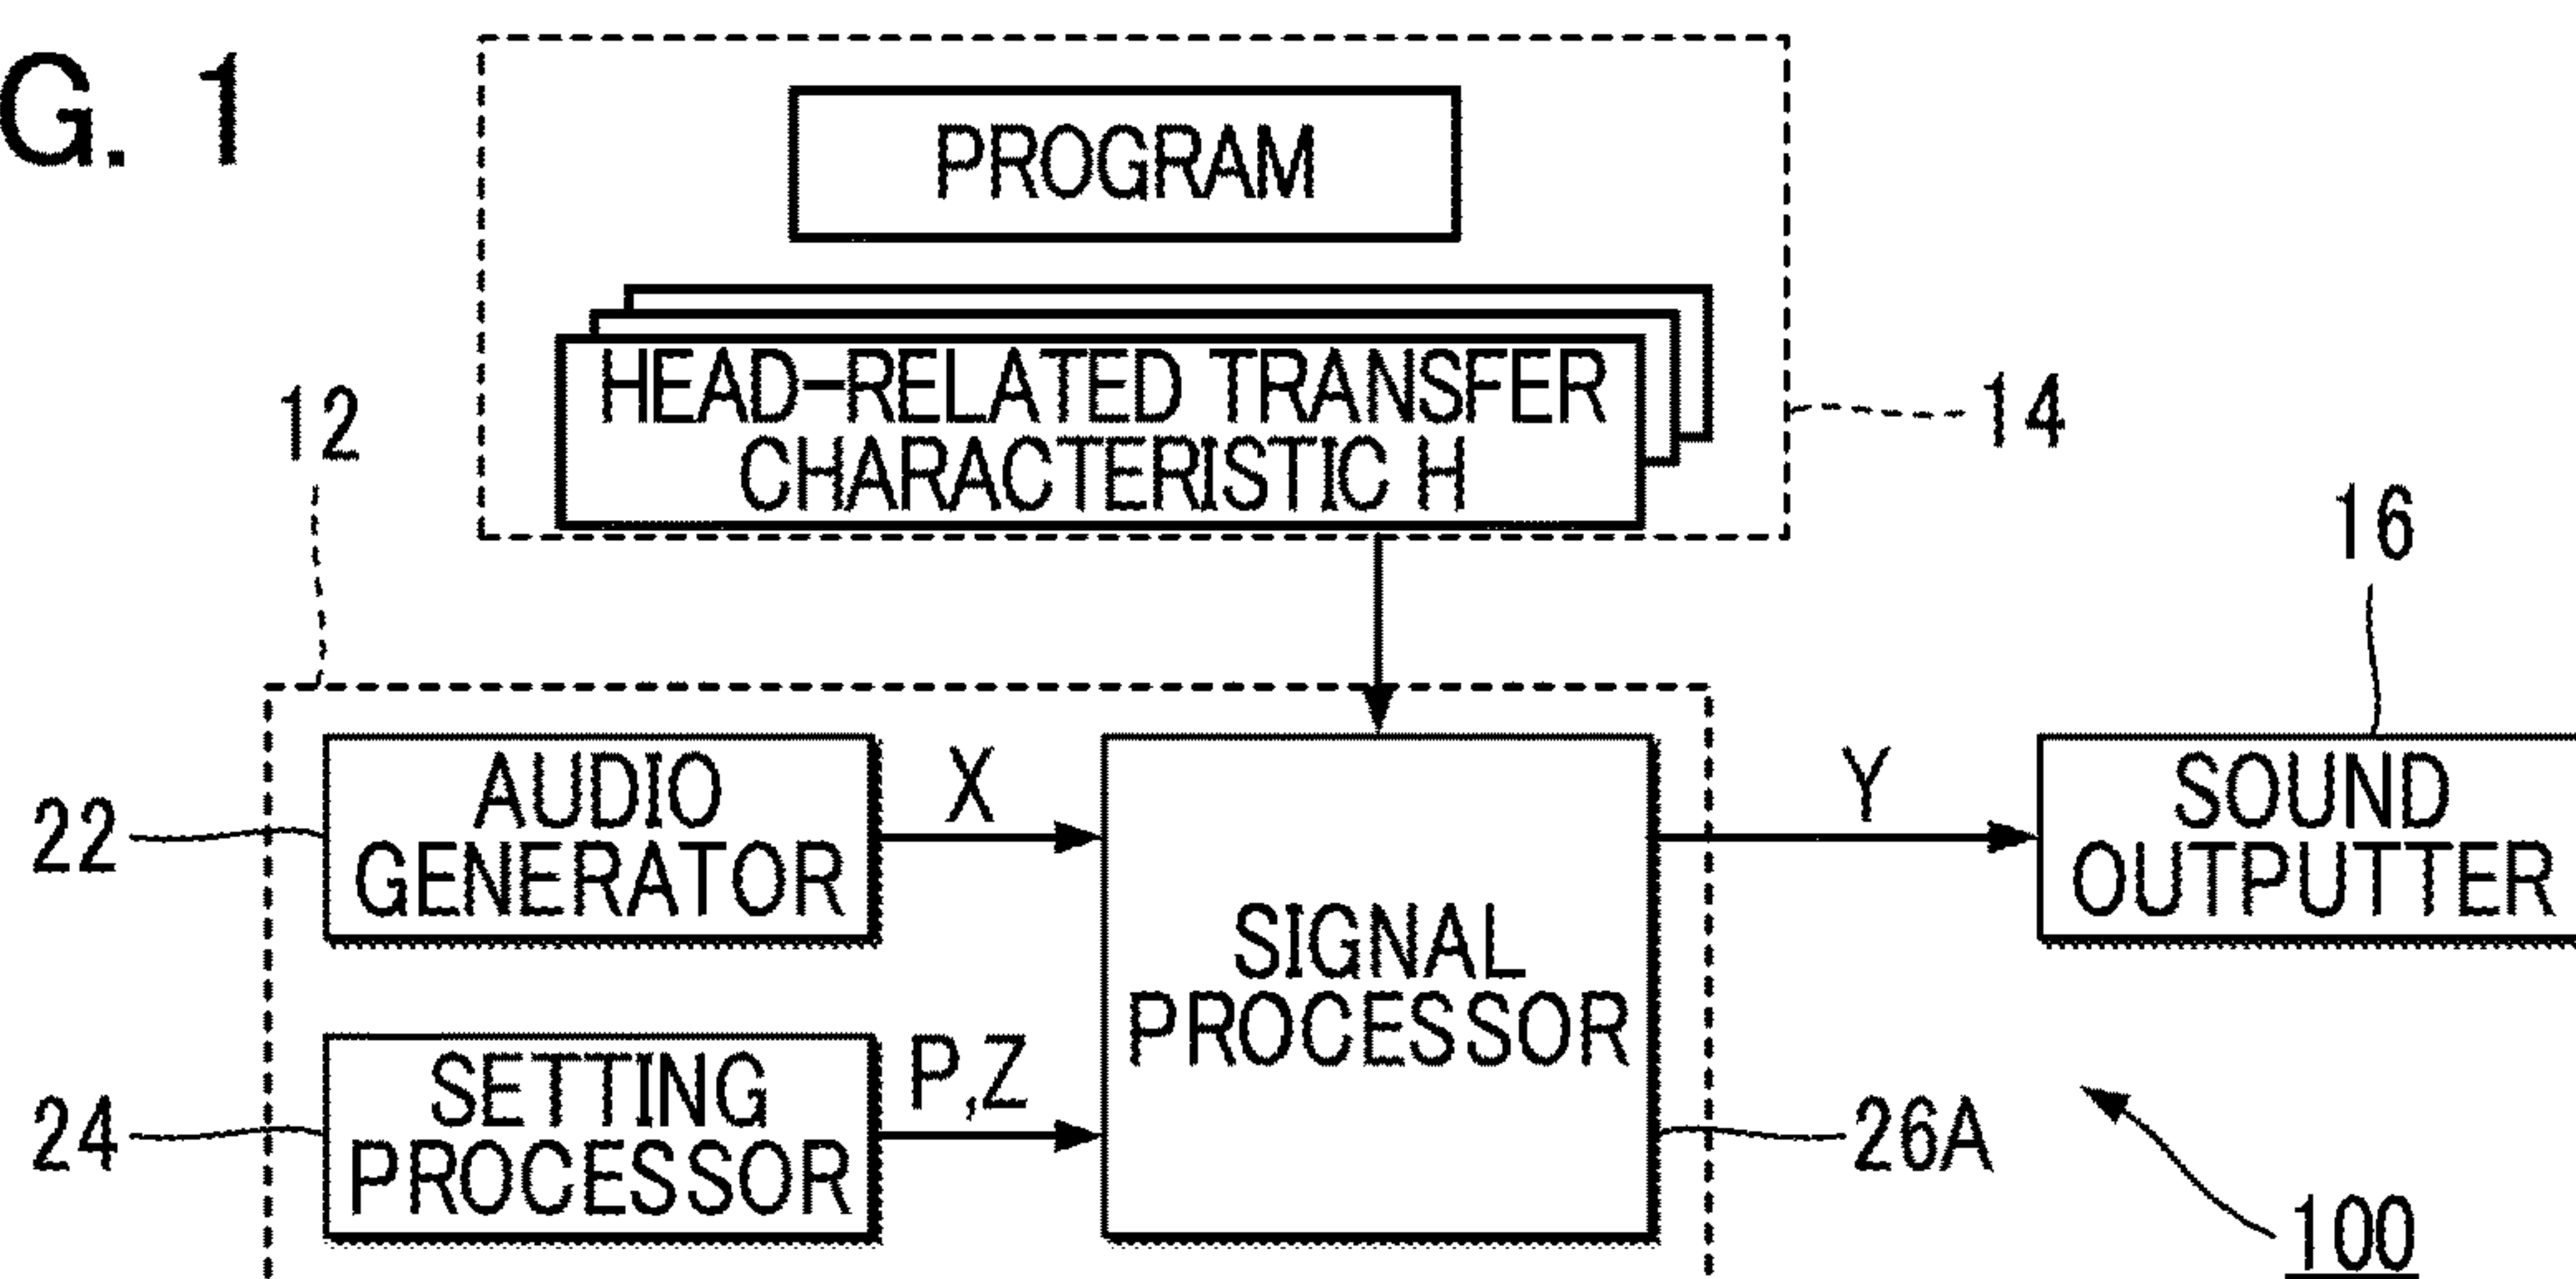 G. 1
PROGRAM
HEAD-RELATED TRANSFER
CHARACTERISTIC H
12
14
16
22
AUDIO
GENERATOR
X
SIGNAL
PROCESSOR
Y
SOUND
OUTPUTTER
24
SETTING
PROCESSOR
P,Z
26A
100